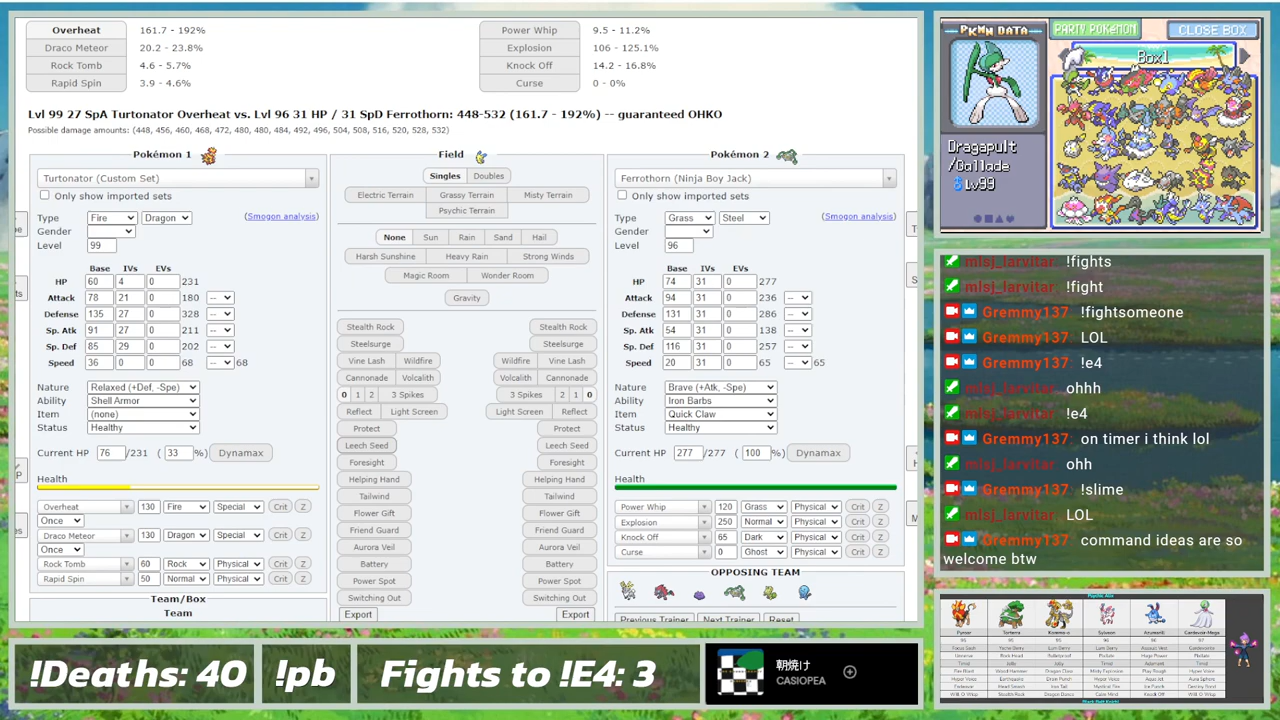 Overheat 161.7 - 192%
Draco Meteor 20.2 - 23.8%
Rock Tomb 4.6 - 5.7%
Rapid Spin 3.9 - 4.6%
Power Whip 9.5 - 11.2%
Explosion 106 - 125.1%
Knock Off 14.2 - 16.8%
Curse 0 - 0%
Lvl 99 27 SpA Turtonator Overheat vs. Lvl 96 31 HP / 31 SpD Ferrothorn: 448-532 (161.7 - 192%) -- guaranteed OHKO
Possible damage amounts: (448, 456, 460, 468, 472, 480, 480, 484, 492, 496, 504, 508, 516, 520, 528, 532)
Pokémon 1
Turtonator (Custom Set)
Only show imported sets
Type Fire Dragon (Smogon analysis)
Gender
Level 99
Base IVs EVs
HP 60 4 0 231
Attack 78 21 0 180 --
Defense 135 27 0 328 --
Sp. Atk 91 27 0 211 --
Sp. Def 85 29 0 202 --
Speed 36 0 0 68 -- 68
Nature Relaxed (+Def, -Spe)
Ability Shell Armor
Item (none)
Status Healthy
Current HP 76 /231 ( 33 %) Dynamax
Health
Overheat 130 Fire Special Crit Z
Once
Draco Meteor 130 Dragon Special Crit Z
Once
Rock Tomb 60 Rock Physical Crit Z
Rapid Spin 50 Normal Physical Crit Z
Team/Box
Team
Field
Singles Doubles
Electric Terrain Grassy Terrain Misty Terrain
Psychic Terrain
None Sun Rain Sand Hail
Harsh Sunshine Heavy Rain Strong Winds
Magic Room Wonder Room
Gravity
Stealth Rock Stealth Rock
Steelsurge Steelsurge
Vine Lash Wildfire Wildfire Vine Lash
Cannonade Volcalith Volcalith Cannonade
0 1 2 3 Spikes 3 Spikes 2 1 0
Reflect Light Screen Light Screen Reflect
Protect Protect
Leech Seed Leech Seed
Foresight Foresight
Helping Hand Helping Hand
Tailwind Tailwind
Flower Gift Flower Gift
Friend Guard Friend Guard
Aurora Veil Aurora Veil
Battery Battery
Power Spot Power Spot
Switching Out Switching Out
Export Export
Pokémon 2
Ferrothorn (Ninja Boy Jack)
Only show imported sets
Type Grass Steel (Smogon analysis)
Gender
Level 96
Base IVs EVs
HP 74 31 0 277
Attack 94 31 0 236 --
Defense 131 31 0 286 --
Sp. Atk 54 31 0 138 --
Sp. Def 116 31 0 257 --
Speed 20 31 0 65 -- 65
Nature Brave (+Atk, -Spe)
Ability Iron Barbs
Item Quick Claw
Status Healthy
Current HP 277 /277 ( 100 %) Dynamax
Health
Power Whip 120 Grass Physical Crit Z
Explosion 250 Normal Physical Crit Z
Knock Off 65 Dark Physical Crit Z
Curse 0 Ghost Physical Crit Z
OPPOSING TEAM
Previous Trainer Next Trainer Reset
PKMN DATA
PARTY POKéMON
CLOSE BOX
Box1
Dragapult
/Gallade
Lv99
mlsj_larvitar !fights
mlsj_larvitar !fight
Gremmy137 !fightsomeone
Gremmy137 LOL
Gremmy137 !e4
mlsj_larvitar ohhh
mlsj_larvitar !e4
Gremmy137 on timer i think lol
mlsj_larvitar ohh
Gremmy137 !slime
mlsj_larvitar LOL
Gremmy137 command ideas are so
welcome btw
朝焼け
CASIOPEA